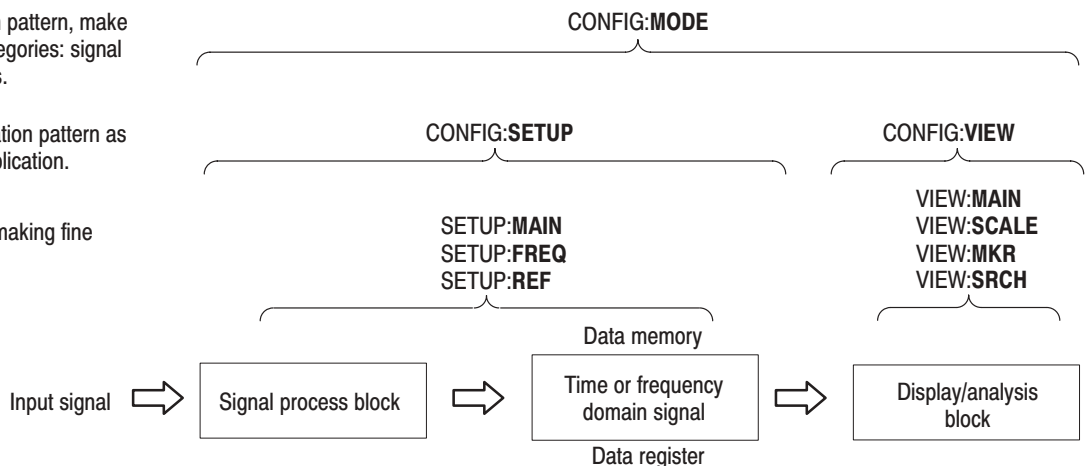 pattern, make
egories: signal
s.
ation pattern as
plication.
making fine
CONFIG:MODE
CONFIG:SETUP
CONFIG:VIEW
SETUP:MAIN
SETUP:FREQ
SETUP:REF
VIEW:MAIN
VIEW:SCALE
VIEW:MKR
VIEW:SRCH
Input signal
Signal process block
Data memory
Time or frequency
domain signal
Data register
Display/analysis
block